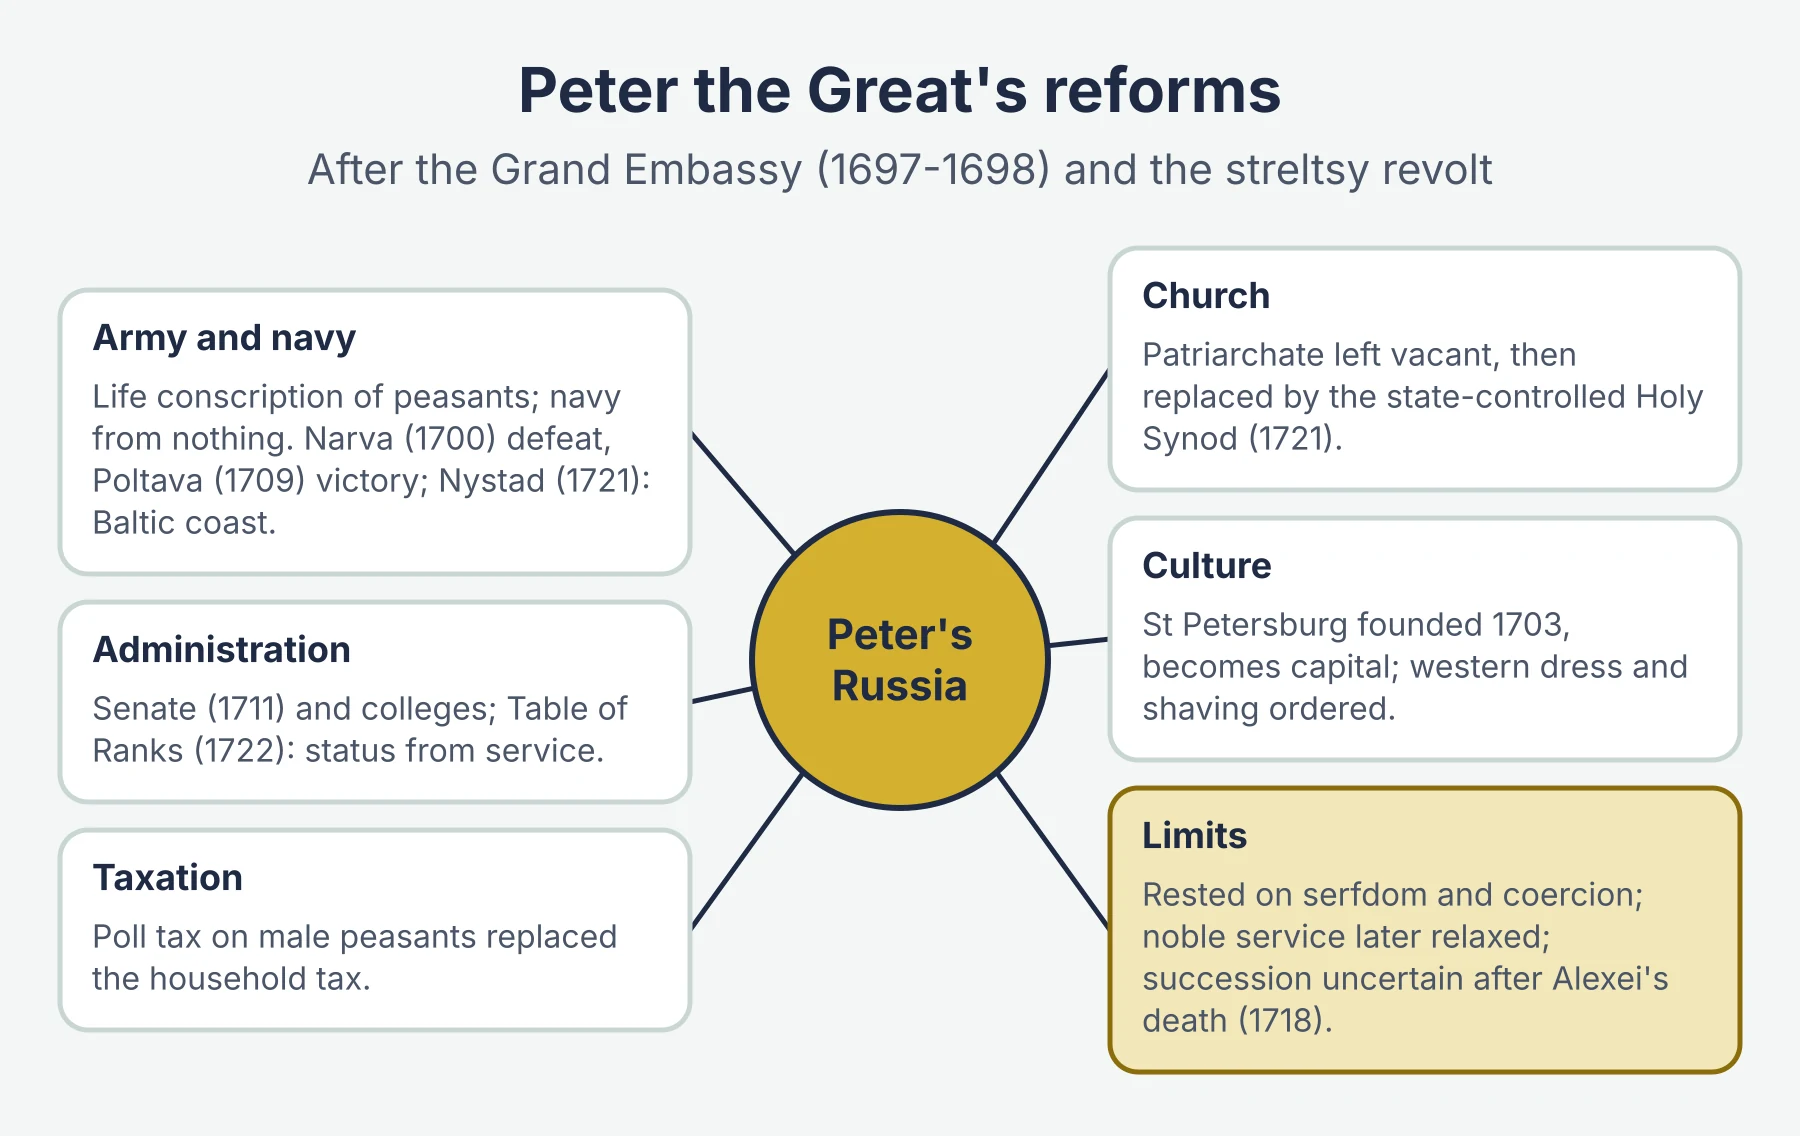 Peter the Great's reforms
After the Grand Embassy (1697-1698) and the streltsy revolt
Army and navy
Life conscription of peasants; navy
from nothing. Narva (1700) defeat,
Poltava (1709) victory; Nystad (1721):
Baltic coast.
Administration
Senate (1711) and colleges; Table of
Ranks (1722): status from service.
Taxation
Poll tax on male peasants replaced
the household tax.
Peter's
Russia
Church
Patriarchate left vacant, then
replaced by the state-controlled Holy
Synod (1721).
Culture
St Petersburg founded 1703,
becomes capital; western dress and
shaving ordered.
Limits
Rested on serfdom and coercion;
noble service later relaxed;
succession uncertain after Alexei's
death (1718).